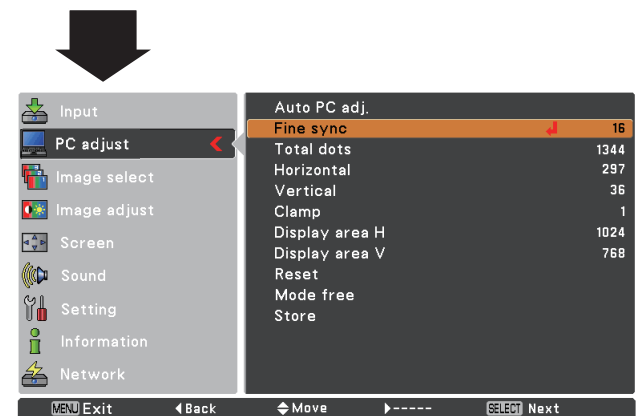 Input
PC adjust
Image select
Image adjust
Screen
Sound
Setting
Information
Network
Auto PC adj.
Fine sync 16
Total dots 1344
Horizontal 297
Vertical 36
Clamp 1
Display area H 1024
Display area V 768
Reset
Mode free
Store
MENU Exit Back Move ----- SELECT Next